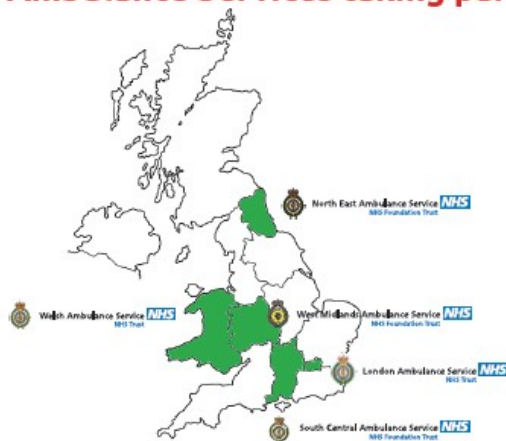 Ambulance Services taking par
North East Ambulance Service NHS
NHS Foundation Trust
Welsh Ambulance Service NHS
NHS Trust
West Midlands Ambulance Service NHS
NHS Foundation Trust
London Ambulance Service NHS
NHS Trust
South Central Ambulance Service NHS
NHS Foundation Trust